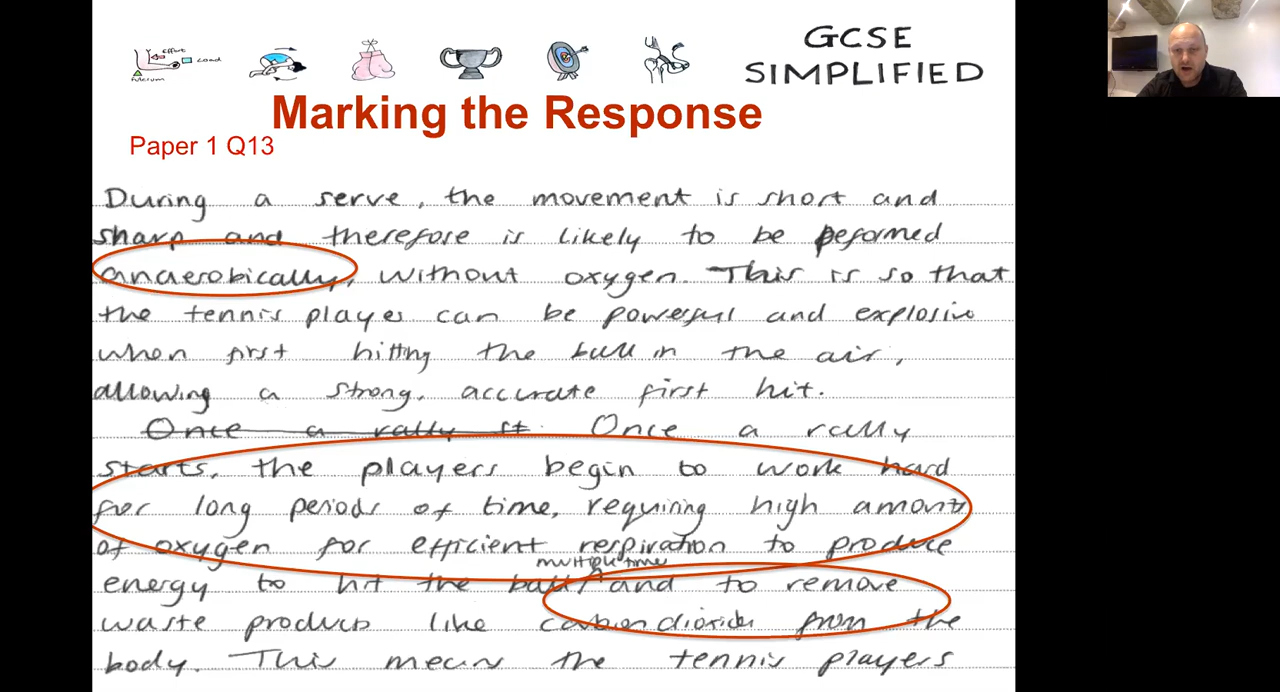 Effort
Load
fulcrum
GCSE
SIMPLIFIED
Marking the Response
Paper 1 Q13
During a serve, the movement is short and
sharp and therefore is likely to be peformed
anaerobically, without oxygen. This is so that
the tennis player can be powerful and explosive
when first hitting the ball in the air,
allowing a strong, accurate first hit.
Once a rally st Once a rally
starts, the players begin to work hard
for long periods of time, requiring high amonts
of oxygen for efficient respiration to produce
multiple times
energy to hit the ball and to remove
waste products like carbon dioxide from the
body. This means the tennis players